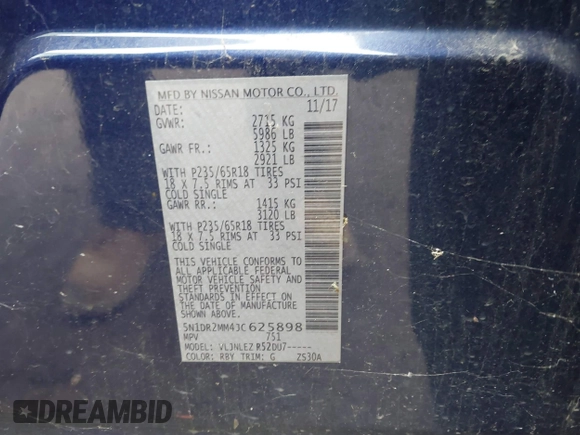 MFD BY NISSAN MOTOR CO., LTD.
DATE: 11/17
GVWR: 2715 KG
5986 LB
GAWR FR.: 1325 KG
2921 LB
WITH P235/65R18 TIRES
18 X 7.5 RIMS AT 33 PSI
COLD SINGLE
GAWR RR.: 1415 KG
3120 LB
WITH P235/65R18 TIRES
18 X 7.5 RIMS AT 33 PSI
COLD SINGLE
THIS VEHICLE CONFORMS TO
ALL APPLICABLE FEDERAL
MOTOR VEHICLE SAFETY AND
THEFT PREVENTION
STANDARDS IN EFFECT ON
THE DATE OF MANUFACTURE
SHOWN ABOVE.
5N1DR2MM4JC625898
MPV 751
MODEL: VLJNLEZ R52DU7-----
COLOR: RBY TRIM: G ZS30A
DREAMBID